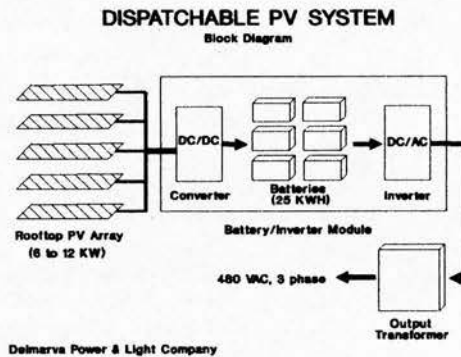 DISPATCHABLE PV SYSTEM
Block Diagram
DC/DC
DC/AC
Converter
Batteries
(25 KWH)
Inverter
Rooftop PV Array
(6 to 12 KW)
Battery/Inverter Module
480 VAC, 3 phase
Output
Transformer
Delmarva Power & Light Company